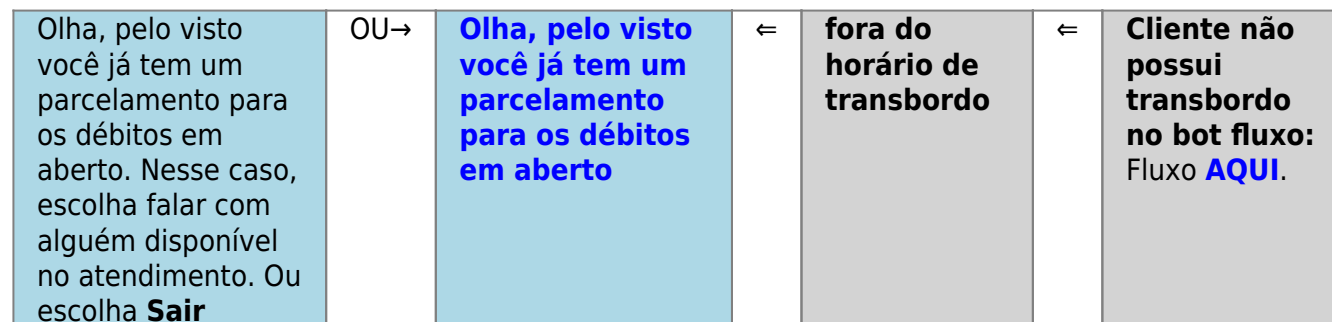 Olha, pelo visto
você já tem um
parcelamento para
os débitos em
aberto. Nesse caso,
escolha falar com
alguém disponível
no atendimento. Ou
escolha Sair
OU→
Olha, pelo visto
você já tem um
parcelamento
para os débitos
em aberto
⇐
fora do
horário de
transbordo
⇐
Cliente não
possui
transbordo
no bot fluxo:
Fluxo AQUI.